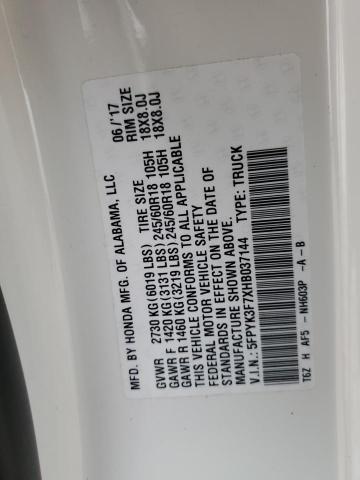 MFD. BY HONDA MFG. OF ALABAMA, LLC 06/'17
TIRE SIZE RIM SIZE
GVWR 2730 KG(6019 LBS)
GAWR F 1420 KG(3131 LBS) 245/60R18 105H 18X8.0J
GAWR R 1460 KG(3219 LBS) 245/60R18 105H 18X8.0J
THIS VEHICLE CONFORMS TO ALL APPLICABLE
FEDERAL MOTOR VEHICLE SAFETY
STANDARDS IN EFFECT ON THE DATE OF
MANUFACTURE SHOWN ABOVE.
V.I.N.: 5FPYK3F7XHB037144 TYPE: TRUCK
T6Z H AF5 - NH603P -A-B